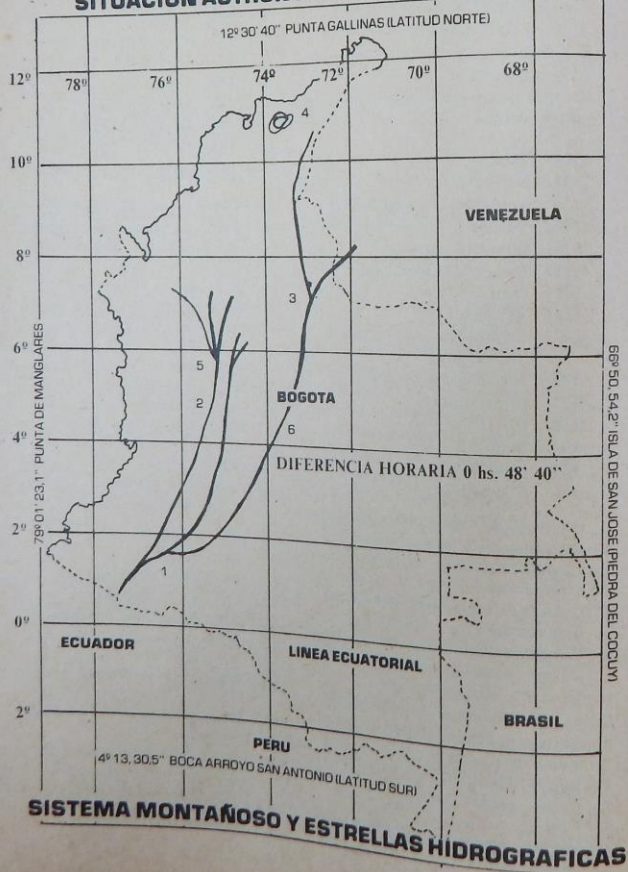 12º 30' 40" PUNTA GALLINAS (LATITUD NORTE)
12º
78º
76º
74º
72º
70º
68º
4
10º
VENEZUELA
8º
3
6º
5
2
BOGOTA
6
4º
DIFERENCIA HORARIA 0 hs. 48' 40"
79º 01' 23,1" PUNTA DE MANGLARES
66º 50, 54,2" ISLA DE SAN JOSE (PIEDRA DEL COCUY)
2º
1
0º
ECUADOR
LINEA ECUATORIAL
2º
BRASIL
PERU
4º 13, 30,5" BOCA ARROYO SAN ANTONIO (LATITUD SUR)
SISTEMA MONTAÑOSO Y ESTRELLAS HIDROGRAFICAS